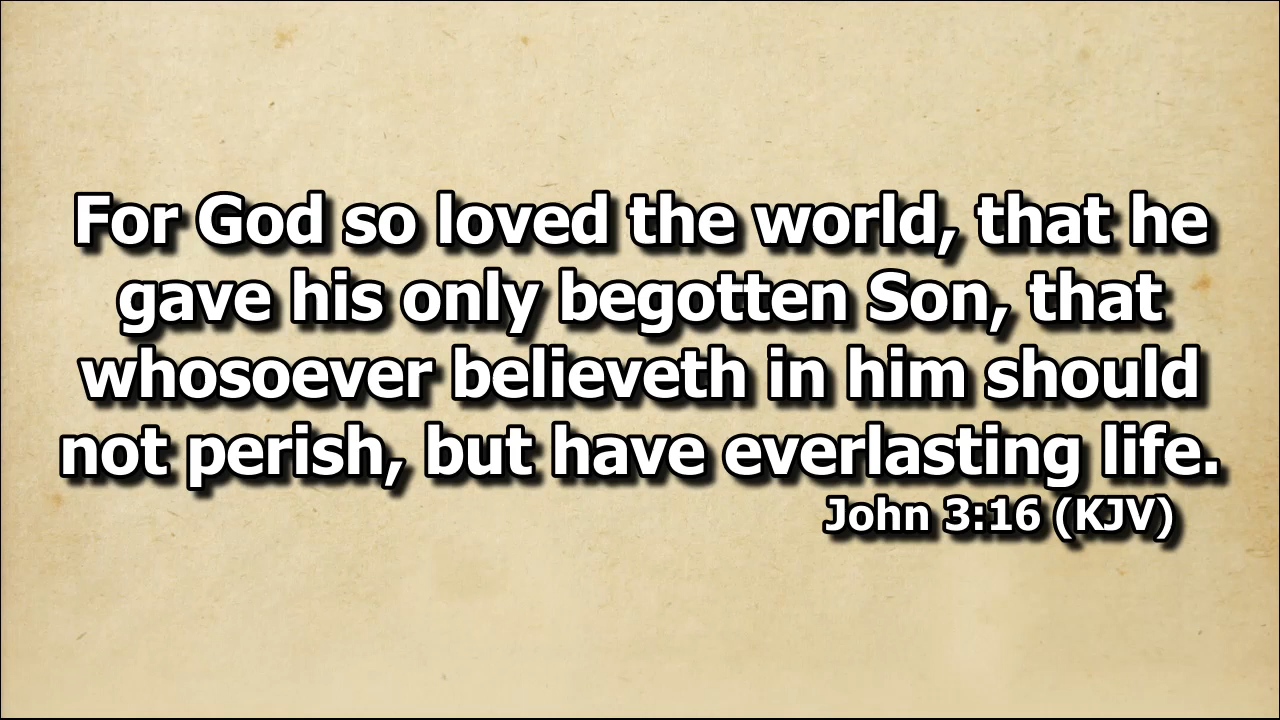 For God so loved the world, that he
gave his only begotten Son, that
whosoever believeth in him should
not perish, but have everlasting life.
John 3:16 (KJV)